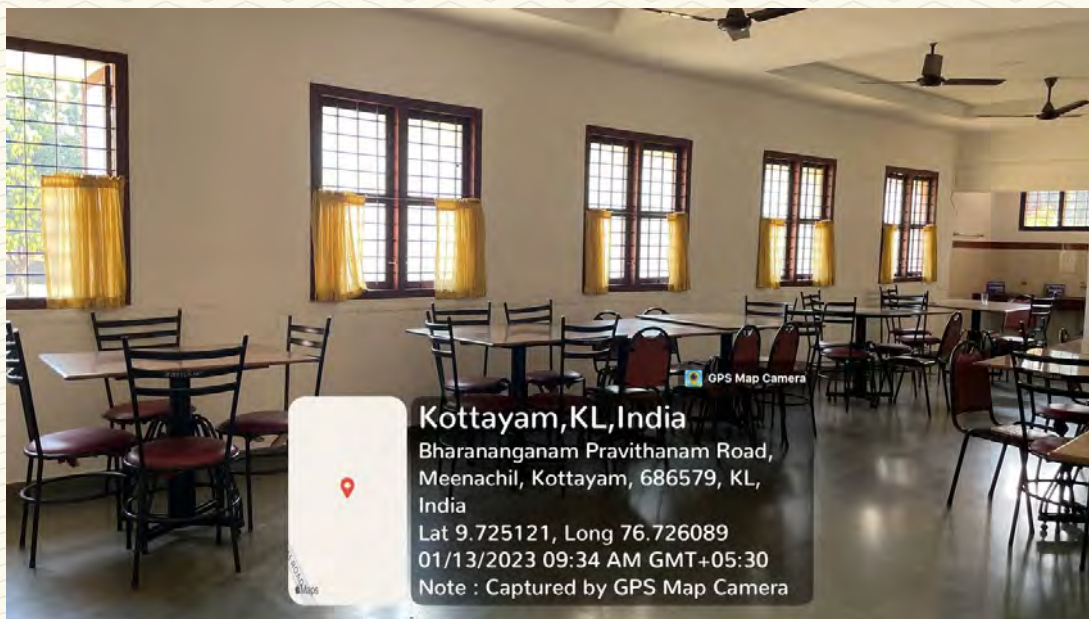 GPS Map Camera
Kottayam,KL,India
Bharananganam Pravithanam Road,
Meenachil, Kottayam, 686579, KL,
India
Lat 9.725121, Long 76.726089
01/13/2023 09:34 AM GMT+05:30
Note : Captured by GPS Map Camera
Maps